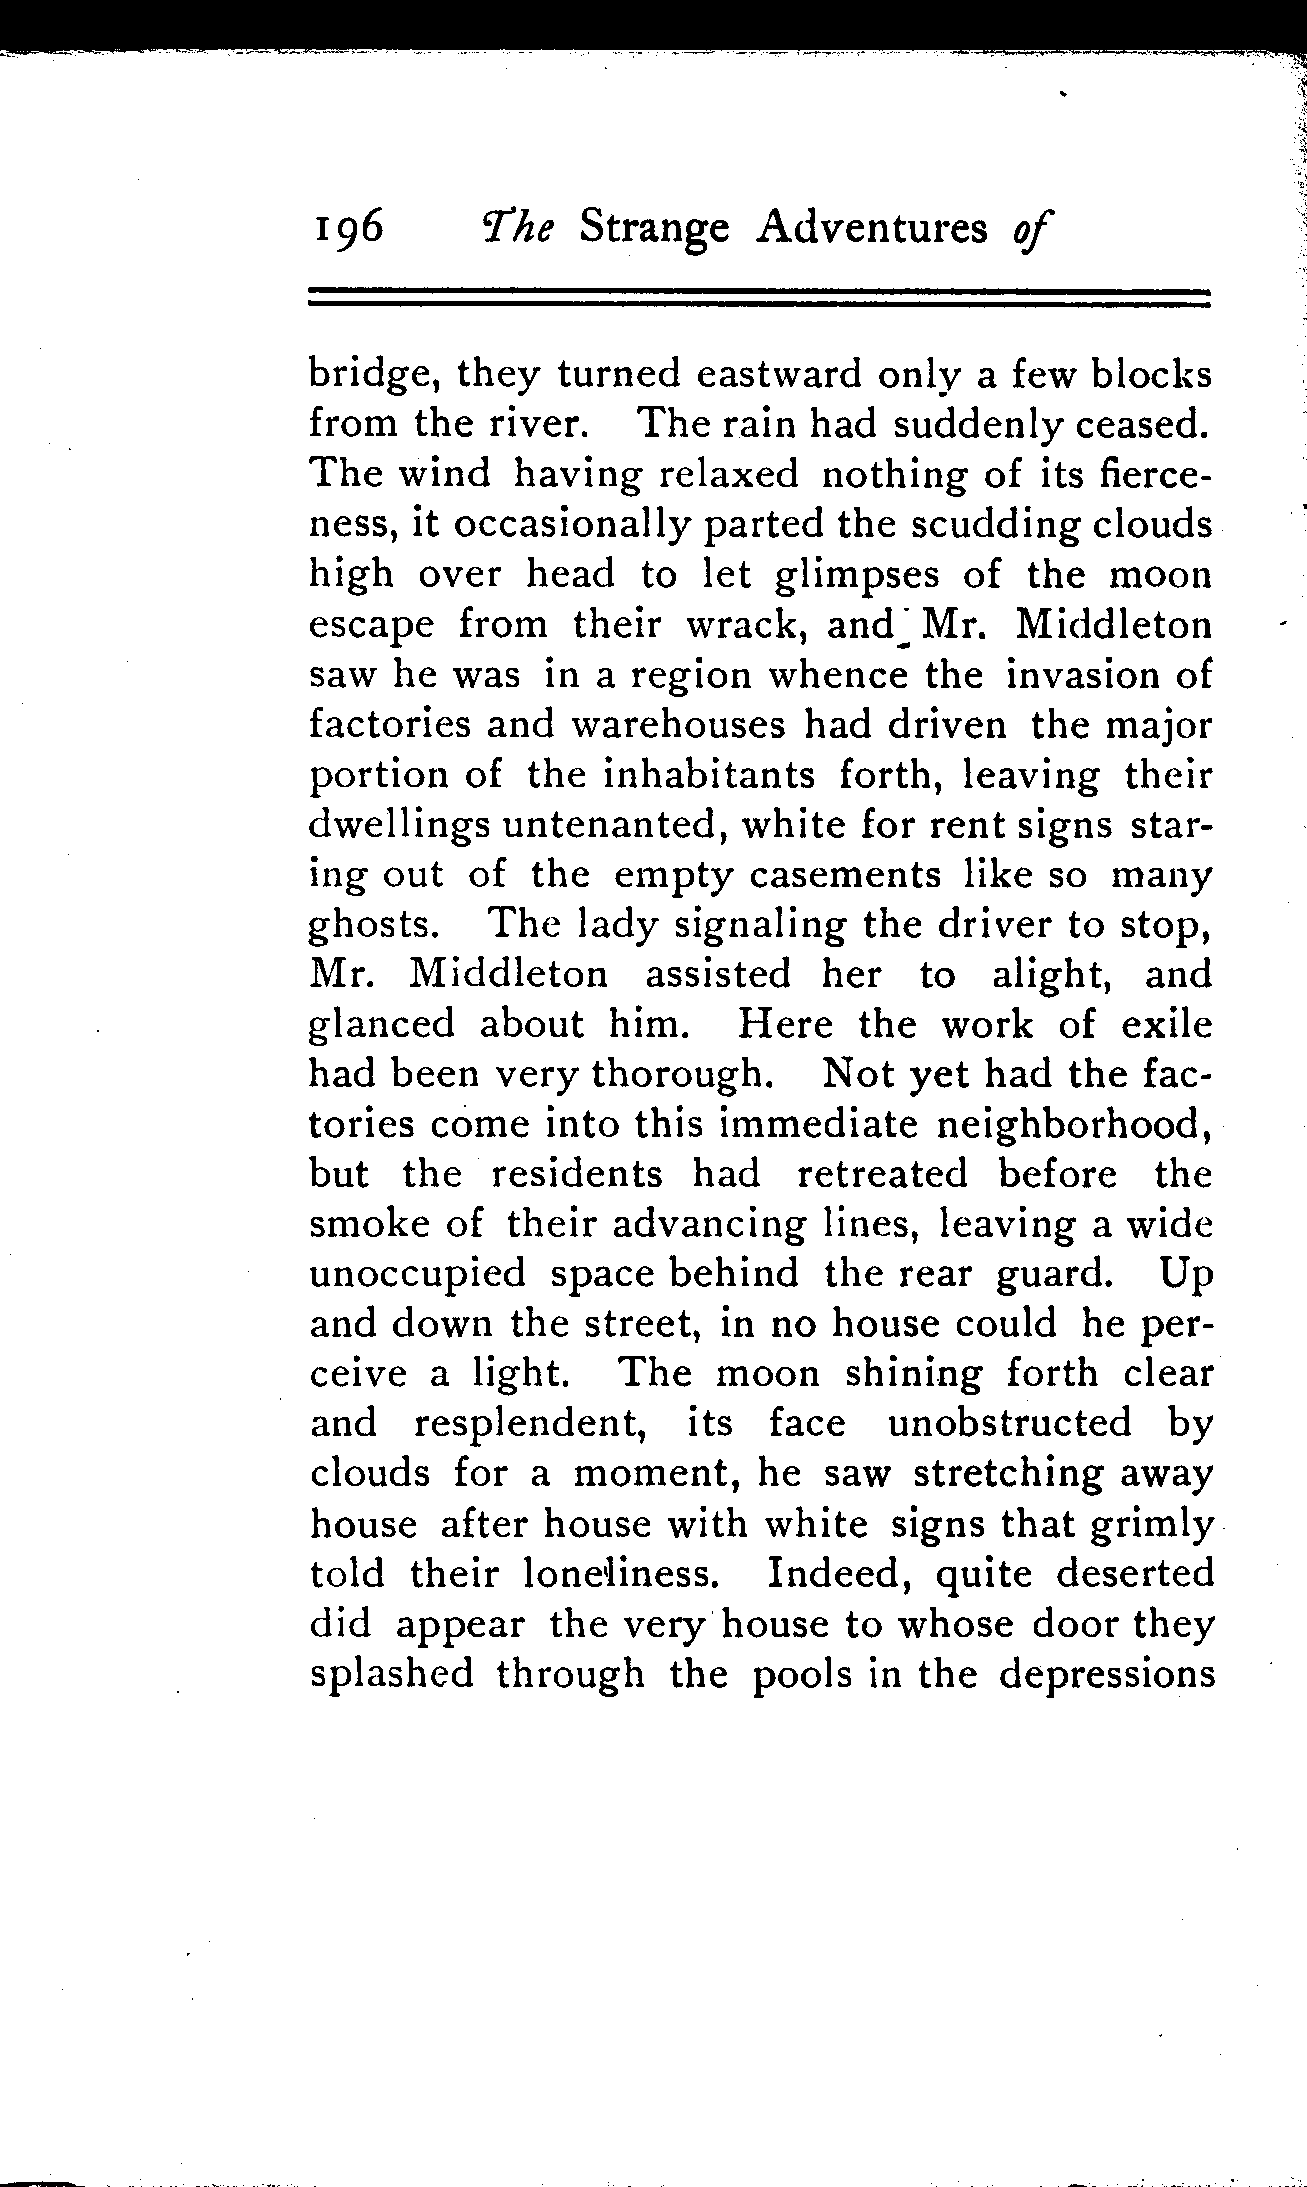 196 The Strange Adventures of
bridge, they turned eastward only a few blocks
from the river. The rain had suddenly ceased.
The wind having relaxed nothing of its fierce-
ness, it occasionally parted the scudding clouds
high over head to let glimpses of the moon
escape from their wrack, and Mr. Middleton
saw he was in a region whence the invasion of
factories and warehouses had driven the major
portion of the inhabitants forth, leaving their
dwellings untenanted, white for rent signs star-
ing out of the empty casements like so many
ghosts. The lady signaling the driver to stop,
Mr. Middleton assisted her to alight, and
glanced about him. Here the work of exile
had been very thorough. Not yet had the fac-
tories come into this immediate neighborhood,
but the residents had retreated before the
smoke of their advancing lines, leaving a wide
unoccupied space behind the rear guard. Up
and down the street, in no house could he per-
ceive a light. The moon shining forth clear
and resplendent, its face unobstructed by
clouds for a moment, he saw stretching away
house after house with white signs that grimly
told their loneliness. Indeed, quite deserted
did appear the very house to whose door they
splashed through the pools in the depressions